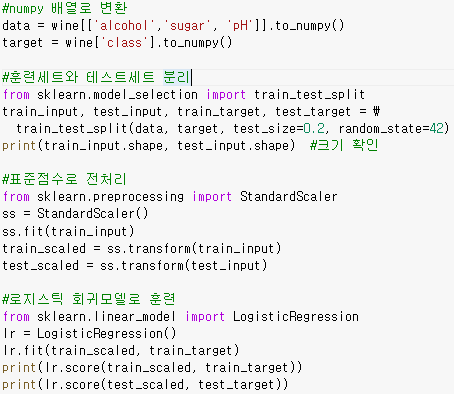 #numpy 배열로 변환
data = wine[['alcohol','sugar', 'pH']].to_numpy()
target = wine['class'].to_numpy()
#훈련세트와 테스트세트 분리
from sklearn.model_selection import train_test_split
train_input, test_input, train_target, test_target = ₩
train_test_split(data, target, test_size=0.2, random_state=42)
print(train_input.shape, test_input.shape) #크기 확인
#표준점수로 전처리
from sklearn.preprocessing import StandardScaler
ss = StandardScaler()
ss.fit(train_input)
train_scaled = ss.transform(train_input)
test_scaled = ss.transform(test_input)
#로지스틱 회귀모델로 훈련
from sklearn.linear_model import LogisticRegression
lr = LogisticRegression()
lr.fit(train_scaled, train_target)
print(lr.score(train_scaled, train_target))
print(lr.score(test_scaled, test_target))